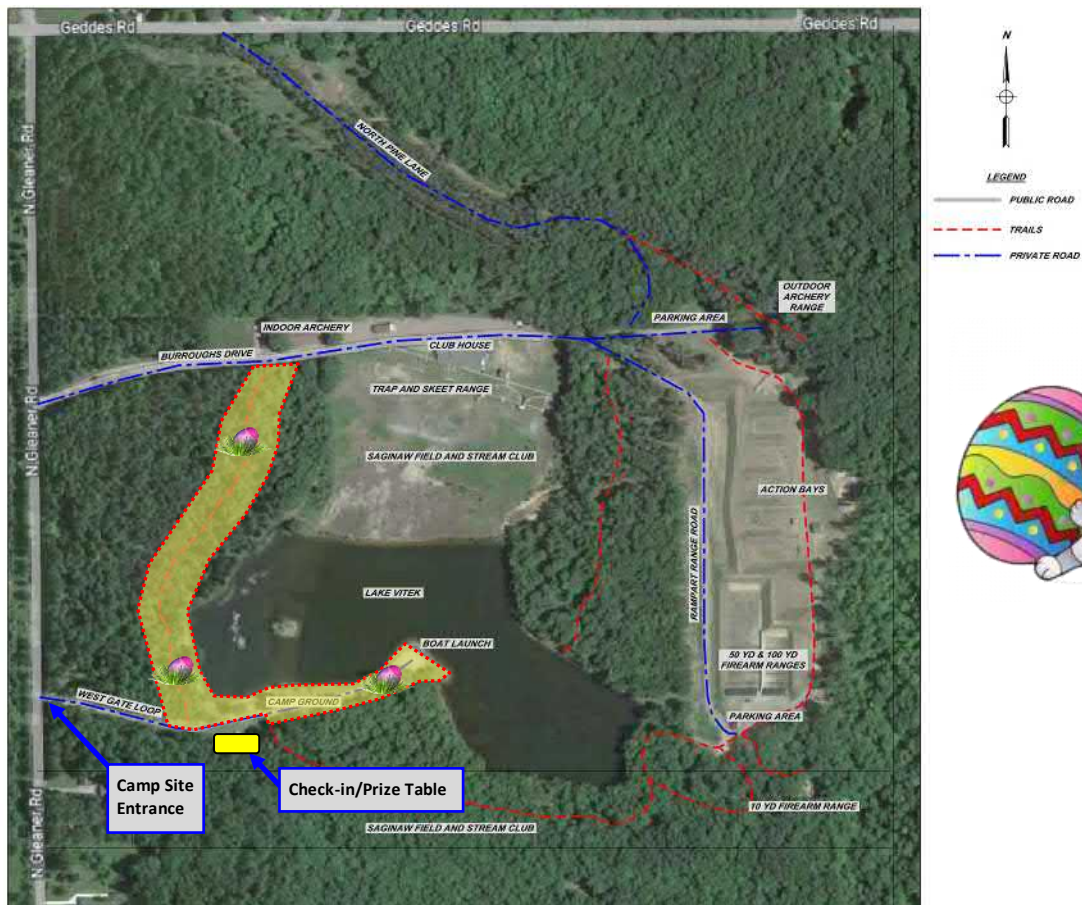 Geddes Rd
Geddes Rd
Geddes Rd
N
LEGEND
PUBLIC ROAD
TRAILS
PRIVATE ROAD
N.Gleaner Rd
NORTH PINE LANE
OUTDOOR
ARCHERY
RANGE
PARKING AREA
INDOOR ARCHERY
CLUB HOUSE
BURROUGHS DRIVE
TRAP AND SKEET RANGE
N.Gleaner Rd
SAGINAW FIELD AND STREAM CLUB
ACTION BAYS
RAMPART RANGE ROAD
LAKE VITEK
BOAT LAUNCH
50 YD & 100 YD
FIREARM RANGES
WEST GATE LOOP
CAMP GROUND
PARKING AREA
Camp Site
Entrance
Check-in/Prize Table
10 YD FIREARM RANGE
SAGINAW FIELD AND STREAM CLUB
N.Gleaner Rd